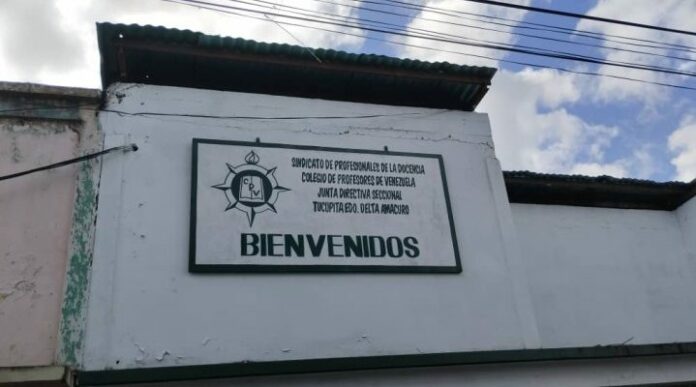 SINDICATO DE PROFESIONALES DE LA DOCENCIA
COLEGIO DE PROFESORES DE VENEZUELA
JUNTA DIRECTIVA SECCIONAL
TUCUPITA EDO. DELTA AMACURO
CPV
BIENVENIDOS